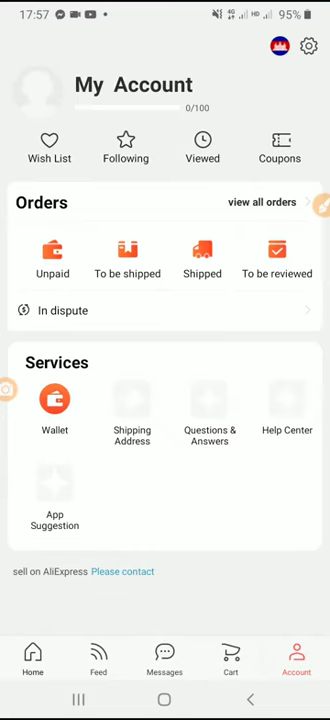 17:57
4G HD 95%
My Account
0/100
Wish List Following Viewed Coupons
Orders view all orders
Unpaid To be shipped Shipped To be reviewed
In dispute
Services
Wallet Shipping Address Questions & Answers Help Center
App Suggestion
sell on AliExpress Please contact
Home Feed Messages Cart Account